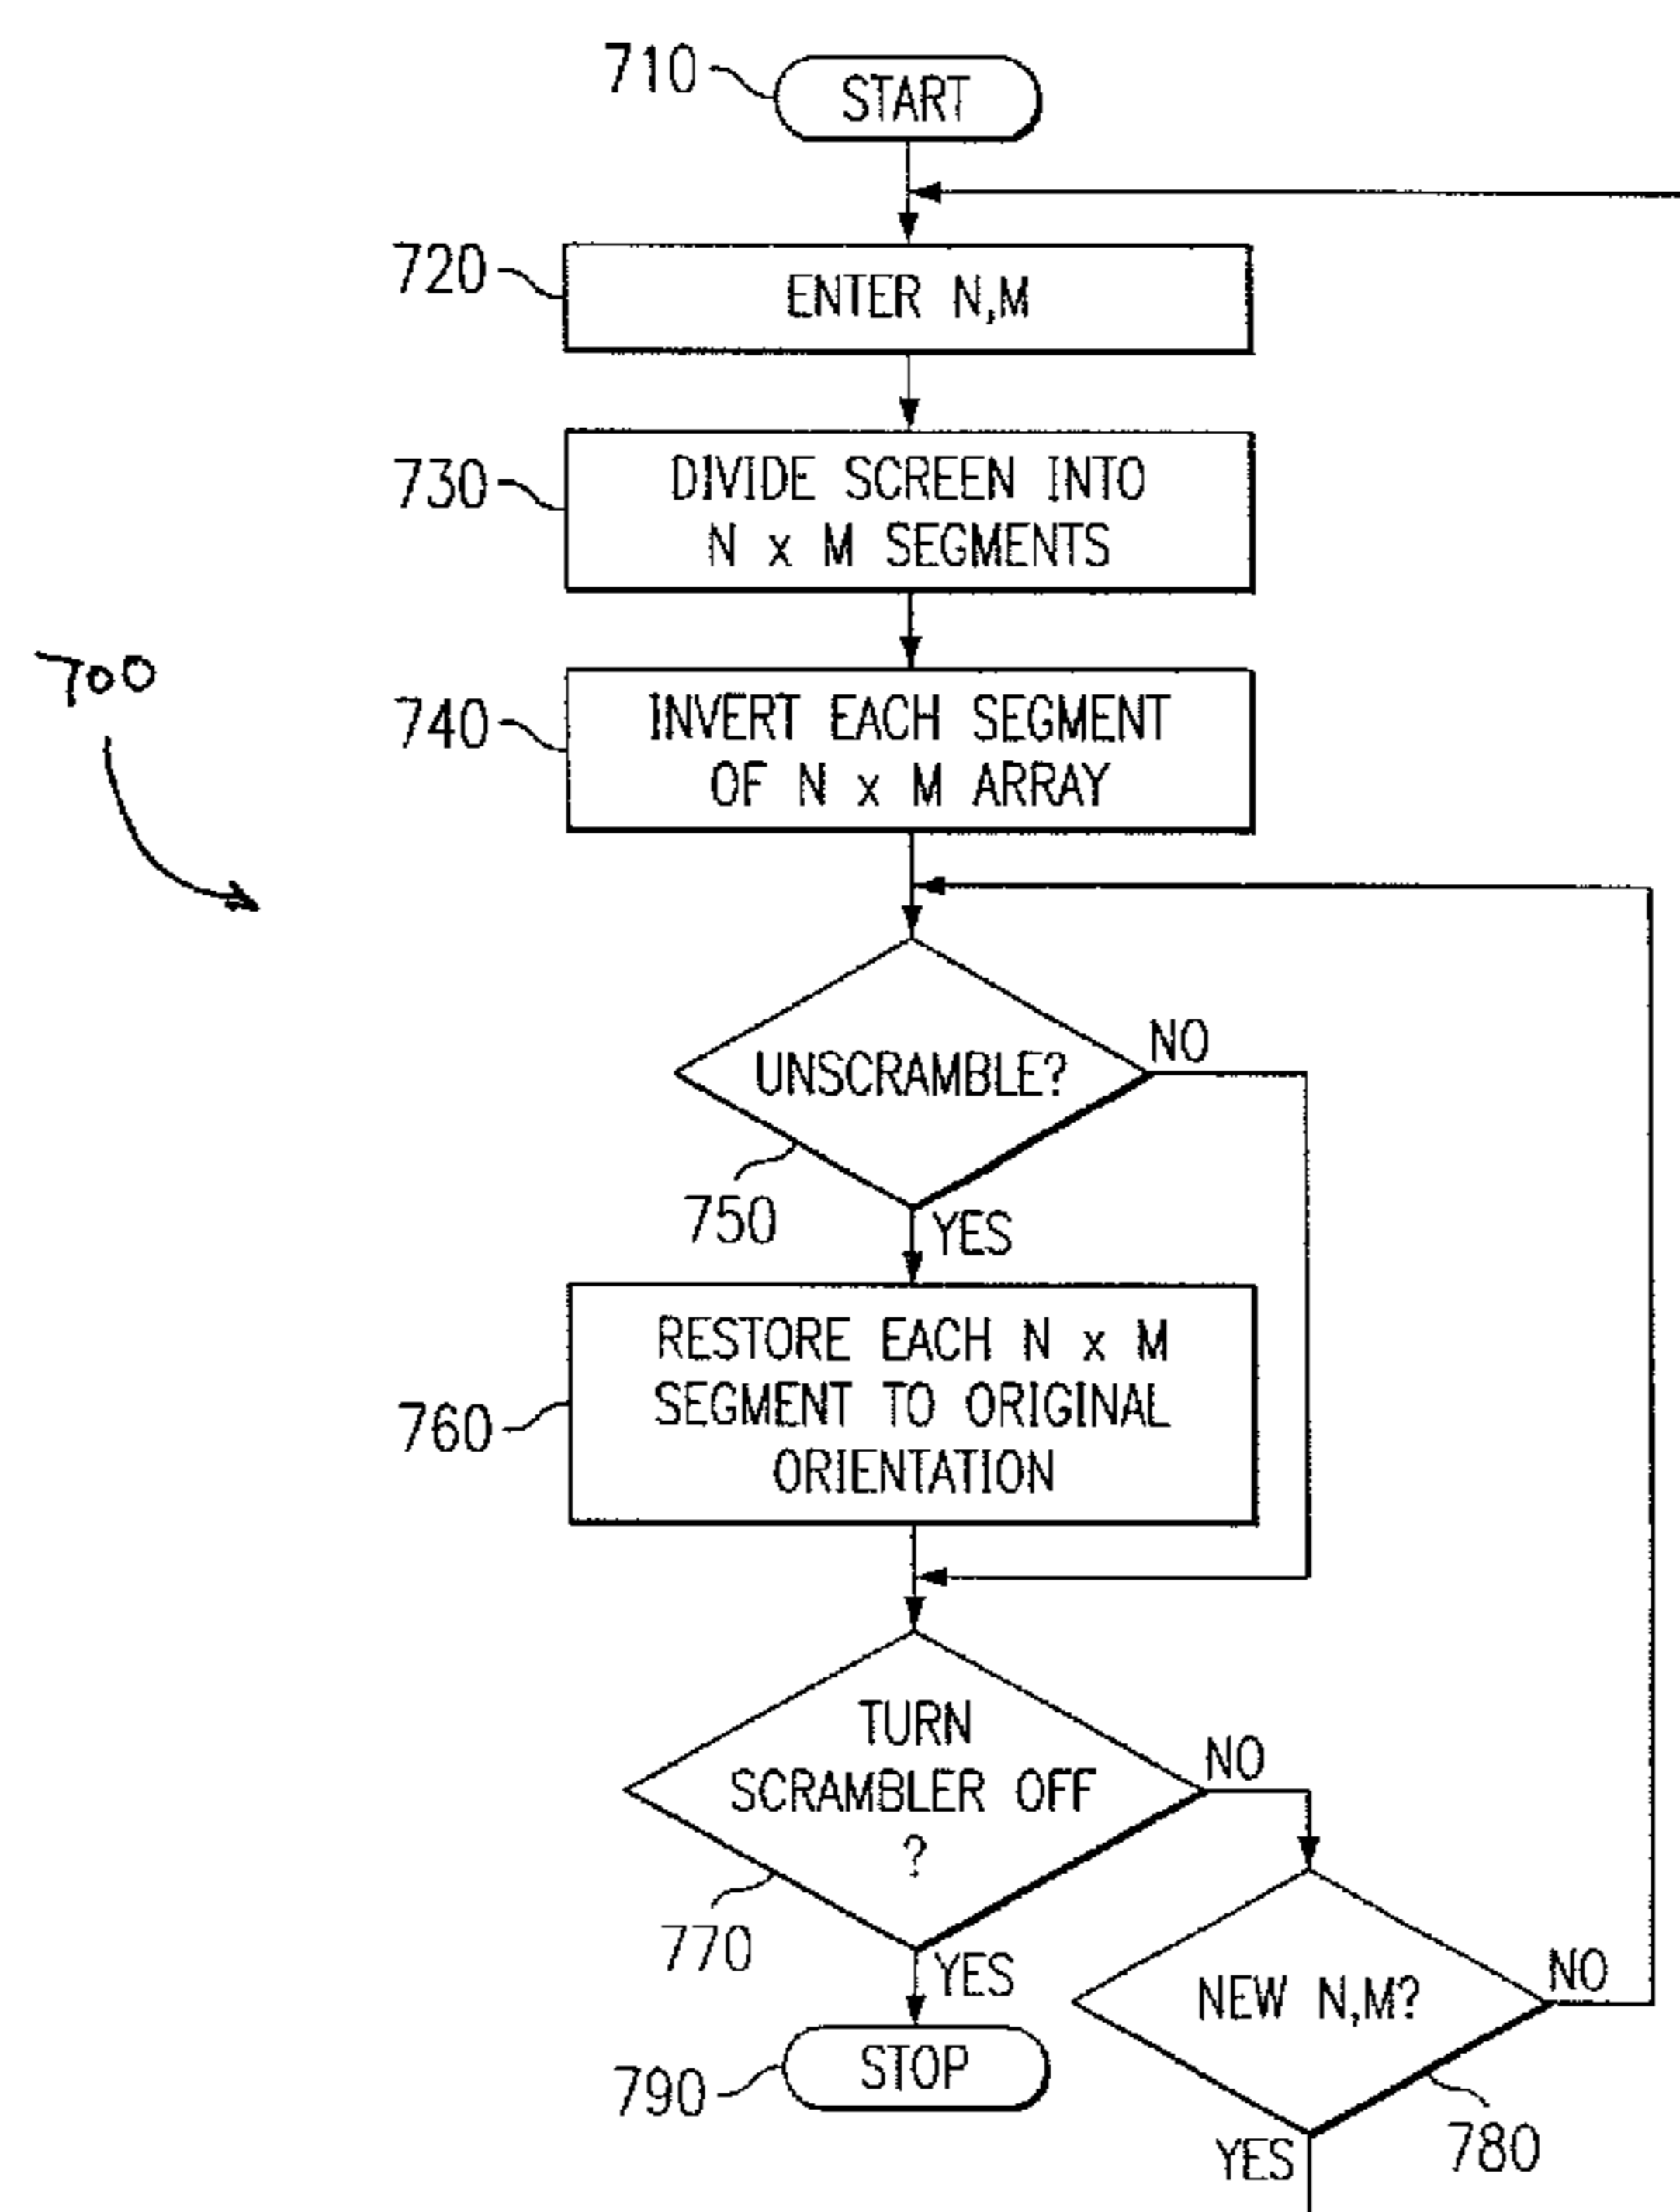 710
START
720
ENTER N,M
730
DIVIDE SCREEN INTO
N x M SEGMENTS
700
740
INVERT EACH SEGMENT
OF N x M ARRAY
UNSCRAMBLE?
NO
750
YES
760
RESTORE EACH N x M
SEGMENT TO ORIGINAL
ORIENTATION
TURN
SCRAMBLER OFF
?
NO
770
YES
NEW N,M?
NO
790
STOP
780
YES